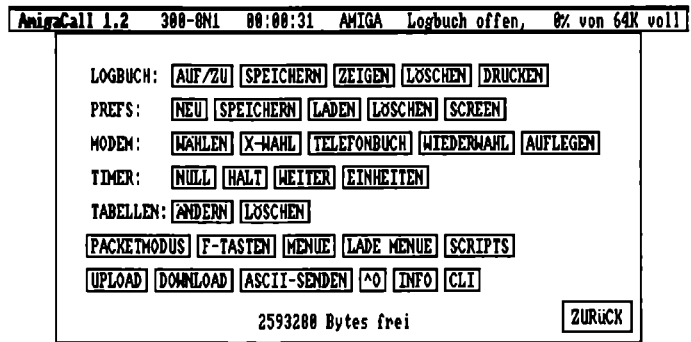 AmigaCall 1.2 300-8N1 00:00:31 AMIGA Logbuch offen, 0% von 64K voll
LOGBUCH: AUF/ZU SPEICHERN ZEIGEN LÖSCHEN DRUCKEN
PREFS: NEU SPEICHERN LADEN LÖSCHEN SCREEN
MODEM: WÄHLEN X-WAHL TELEFONBUCH WIEDERWAHL AUFLEGEN
TIMER: NULL HALT WEITER EINHEITEN
TABELLEN: ÄNDERN LÖSCHEN
PACKETMODUS F-TASTEN MENUE LADE MENUE SCRIPTS
UPLOAD DOWNLOAD ASCII-SENDEN ^O INFO CLI
2593280 Bytes frei ZURüCK